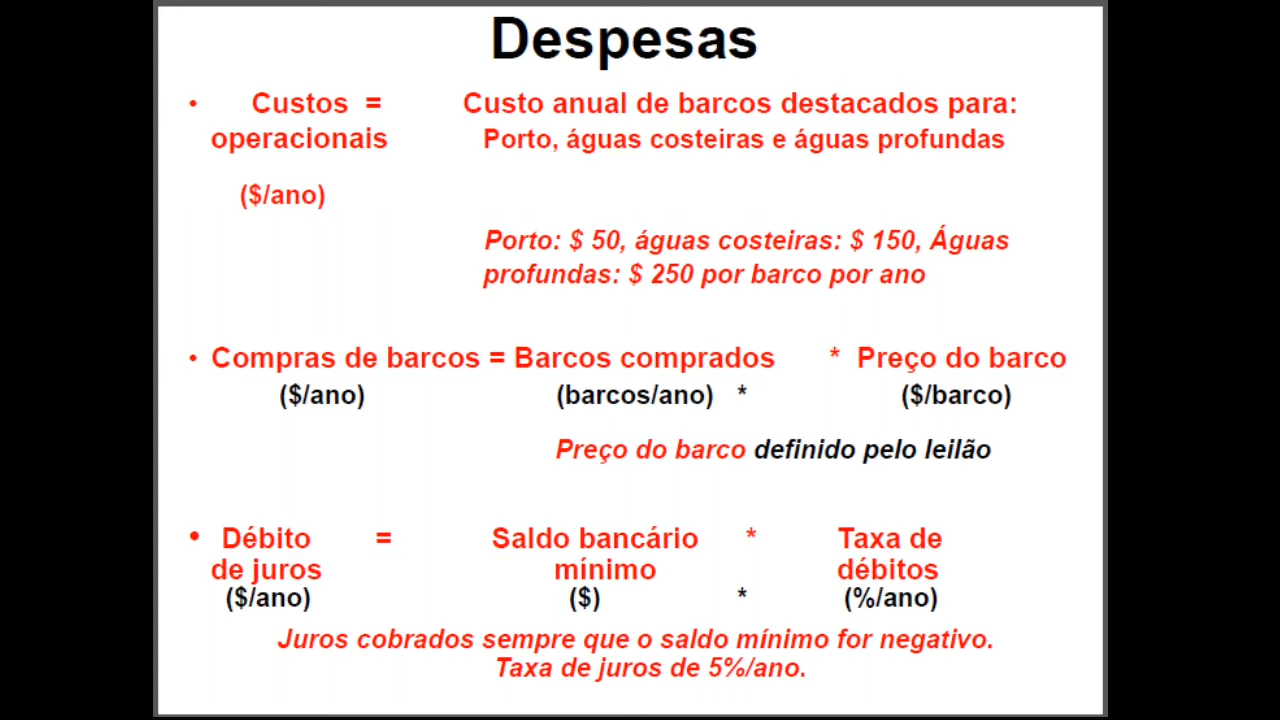 Despesas
• Custos = Custo anual de barcos destacados para:
operacionais Porto, águas costeiras e águas profundas
($/ano)
Porto: $ 50, águas costeiras: $ 150, Águas
profundas: $ 250 por barco por ano
• Compras de barcos = Barcos comprados * Preço do barco
($/ano) (barcos/ano) * ($/barco)
Preço do barco definido pelo leilão
• Débito = Saldo bancário * Taxa de
de juros mínimo débitos
($/ano) ($) * (%/ano)
Juros cobrados sempre que o saldo mínimo for negativo.
Taxa de juros de 5%/ano.